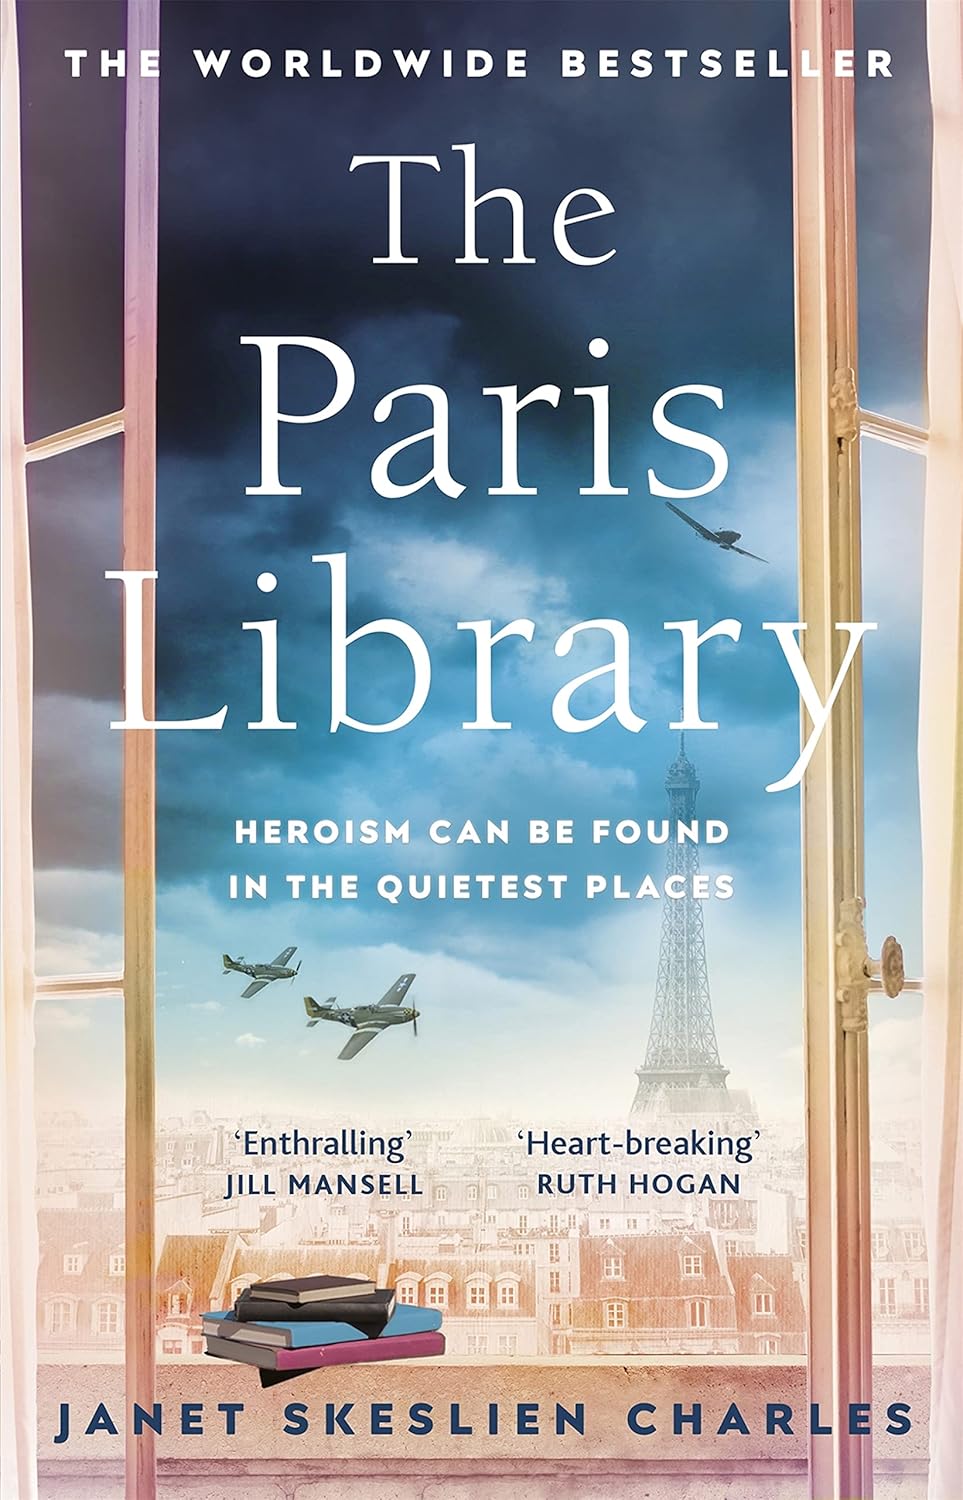 THE WORLDWIDE BESTSELLER
The
Paris
Library
HEROISM CAN BE FOUND
IN THE QUIETEST PLACES
‘Enthralling’
JILL MANSELL
‘Heart-breaking’
RUTH HOGAN
JANET SKESLIEN CHARLES